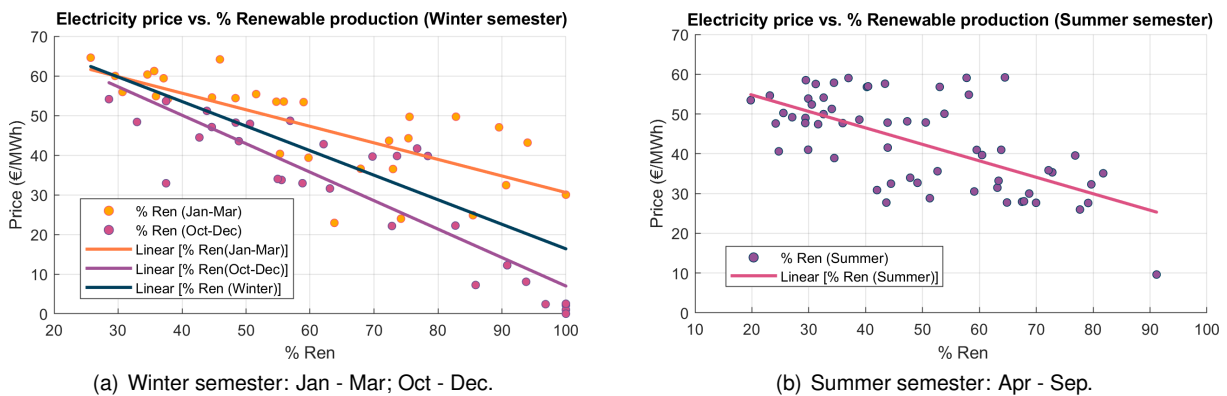 Electricity price vs. % Renewable production (Winter semester)
70
60
50
40
30
20
10
0
Price (€/MWh)
% Ren (Jan-Mar)
% Ren (Oct-Dec)
Linear [% Ren(Jan-Mar)]
Linear [% Ren(Oct-Dec)]
Linear [% Ren (Winter)]
20 30 40 50 60 70 80 90 100
% Ren
(a) Winter semester: Jan - Mar; Oct - Dec.
Electricity price vs. % Renewable production (Summer semester)
70
60
50
40
30
20
10
0
Price (€/MWh)
% Ren (Summer)
Linear [% Ren (Summer)]
10 20 30 40 50 60 70 80 90 100
% Ren
(b) Summer semester: Apr - Sep.